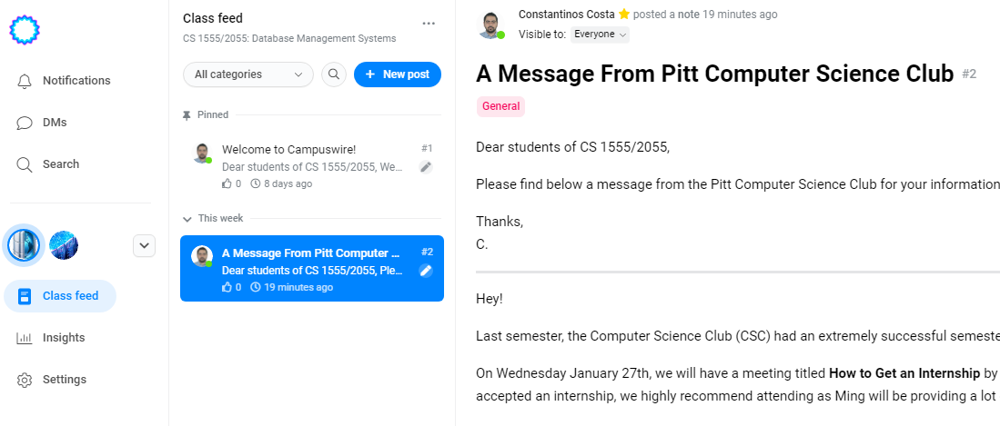 Notifications
DMs
Search
Class feed
Insights
Settings
Class feed
CS 1555/2055: Database Management Systems
All categories
+ New post
Pinned
Welcome to Campuswire!
#1
Dear students of CS 1555/2055, We...
0
8 days ago
This week
A Message From Pitt Computer ...
#2
Dear students of CS 1555/2055, Ple...
0
19 minutes ago
Constantinos Costa posted a note 19 minutes ago
Visible to: Everyone
A Message From Pitt Computer Science Club #2
General
Dear students of CS 1555/2055,
Please find below a message from the Pitt Computer Science Club for your information
Thanks,
C.
Hey!
Last semester, the Computer Science Club (CSC) had an extremely successful semeste
On Wednesday January 27th, we will have a meeting titled How to Get an Internship by
accepted an internship, we highly recommend attending as Ming will be providing a lot